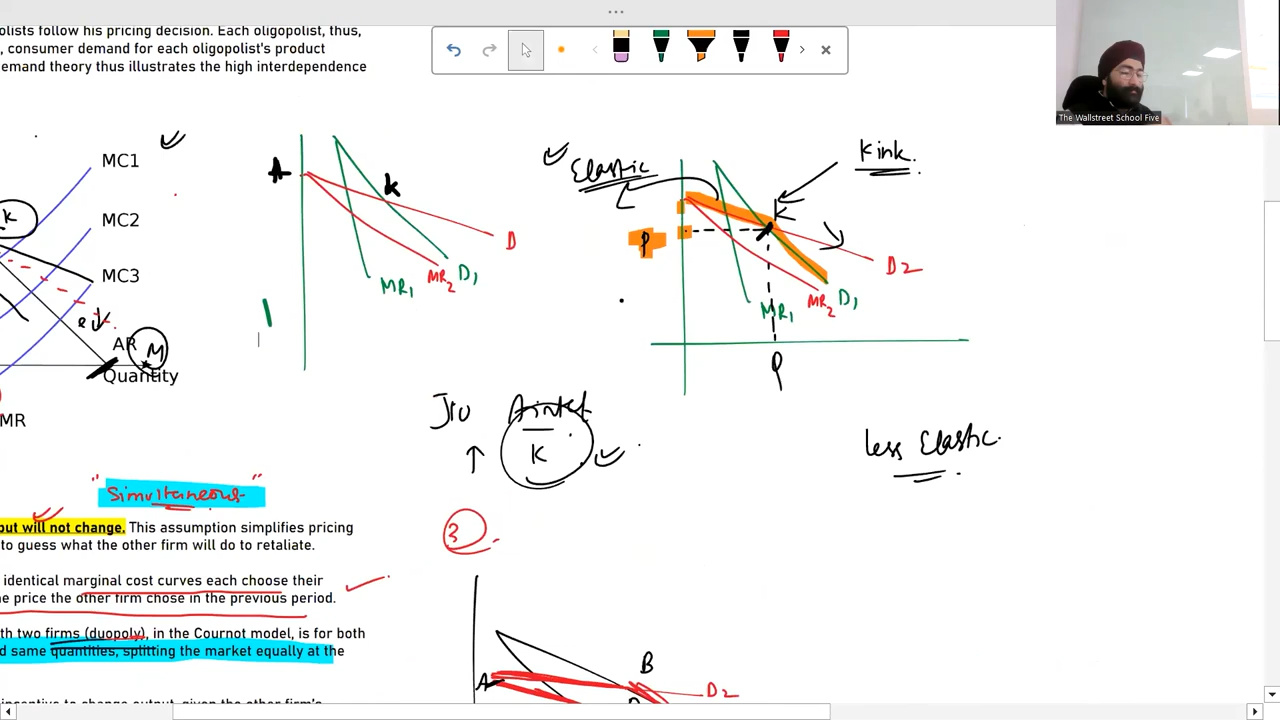 olists follow his pricing decision. Each oligopolist, thus,
, consumer demand for each oligopolist's product
emand theory thus illustrates the high interdependence
The Wallstreet School Five
MC1
MC2
K
MC3
e
AR
M
Quantity
MR
A
K
D
MR1
MR2
D1
Elastic
Kink
P
K
D2
MR1
MR2
D1
P
Jio Airtel
K
less Elastic.
"Simultaneous"
but will not change. This assumption simplifies pricing
to guess what the other firm will do to retaliate.
3
identical marginal cost curves each choose their
he price the other firm chose in the previous period.
th two firms (duopoly), in the Cournot model, is for both
d same quantities, splitting the market equally at the
A
B
D2